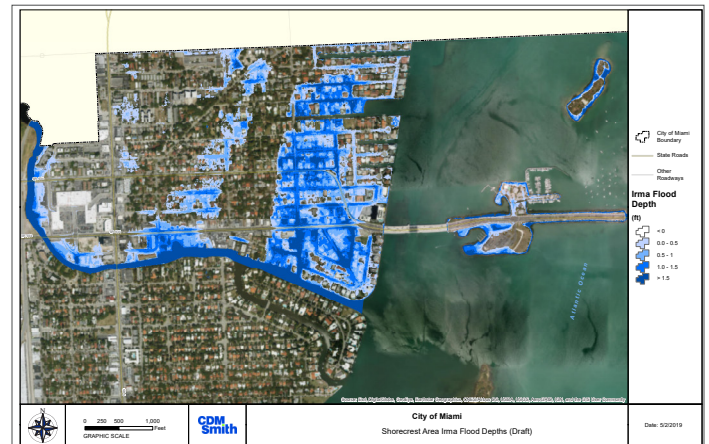 City of Miami
Boundary
State Roads
Other
Roadways
Irma Flood
Depth
(ft)
< 0
0.0 - 0.5
0.5 - 1
1.0 - 1.5
> 1.5
Atlantic Ocean
N
0 250 500 1,000
Feet
GRAPHIC SCALE
CDM
Smith
City of Miami
Shorecrest Area Irma Flood Depths (Draft)
Date: 5/2/2019